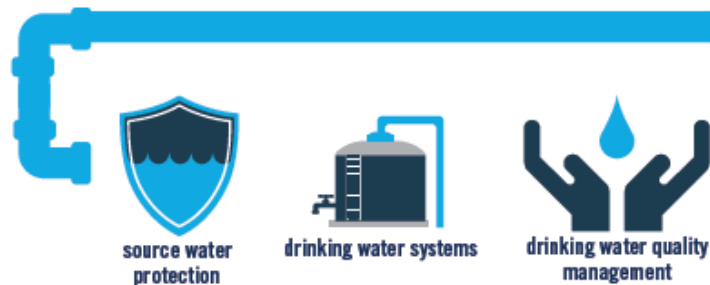 source water
protection
drinking water systems
drinking water quality
management